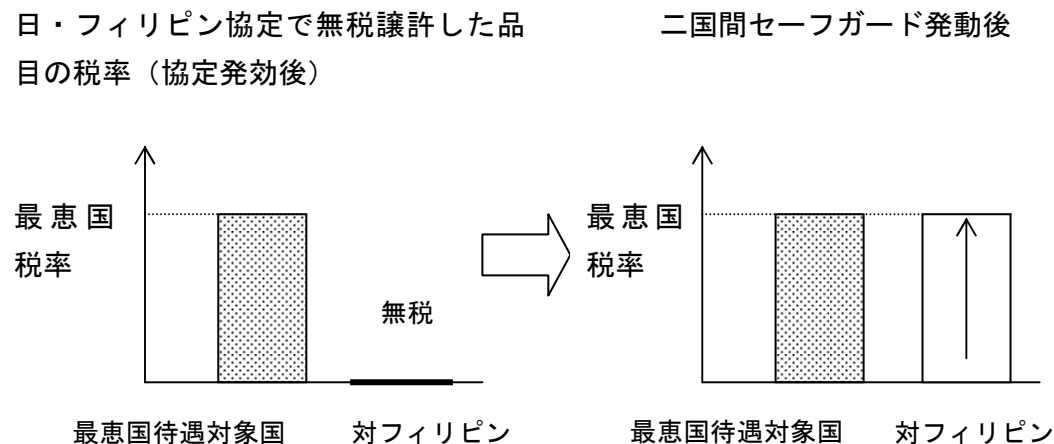 日・フィリピン協定で無税譲許した品
目の税率（協定発効後）
二国間セーフガード発動後
最恵国
税率
無税
最恵国待遇対象国
対フィリピン
最恵国
税率
最恵国待遇対象国
対フィリピン